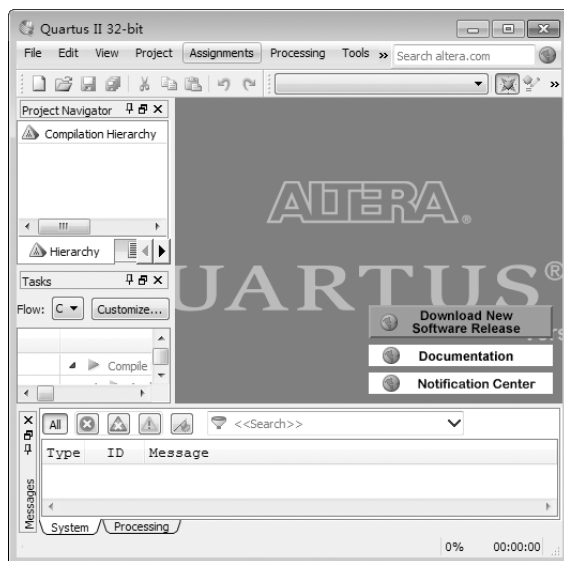 Quartus II 32-bit
File Edit View Project Assignments Processing Tools » Search altera.com
»
Project Navigator
Compilation Hierarchy
Hierarchy
Tasks
Flow: C Customize...
Compile
ALTERA®
UARTUS®
Download New
Software Release
Documentation
Notification Center
Messages
All <<Search>>
Type ID Message
System Processing
0% 00:00:00